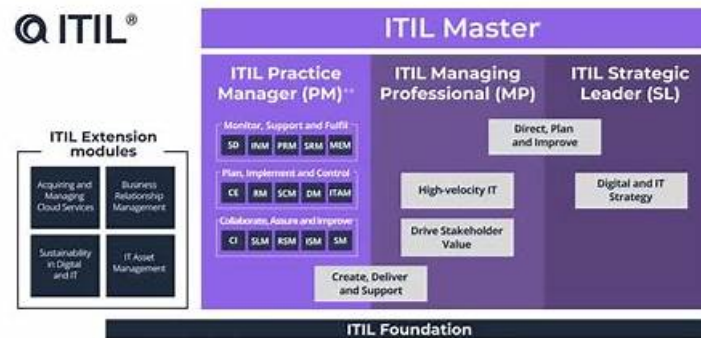 ITIL®
ITIL Master
ITIL Practice
Manager (PM)**
ITIL Managing
Professional (MP)
ITIL Strategic
Leader (SL)
ITIL Extension
modules
Acquiring and
Managing
Cloud Services
Business
Relationship
Management
Sustainability
in Digital
and IT
IT Asset
Management
Monitor, Support and Fulfil
SD INM PRM SRM MEM
Plan, Implement and Control
CE RM SCM DM ITAM
Collaborate, Assure and Improve
CI SLM RSM ISM SM
Direct, Plan
and Improve
High-velocity IT
Digital and IT
Strategy
Drive Stakeholder
Value
Create, Deliver
and Support
ITIL Foundation